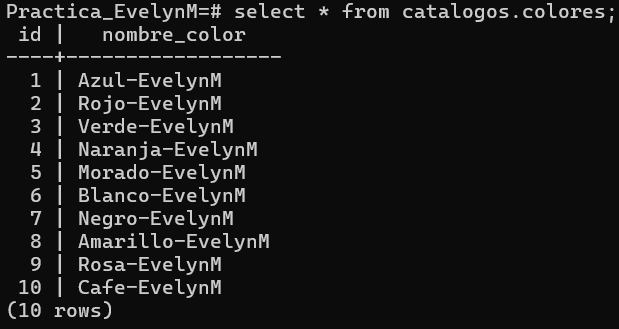 Practica_EvelynM=# select * from catalogos.colores;
 id |   nombre_color
----+------------------
  1 | Azul-EvelynM
  2 | Rojo-EvelynM
  3 | Verde-EvelynM
  4 | Naranja-EvelynM
  5 | Morado-EvelynM
  6 | Blanco-EvelynM
  7 | Negro-EvelynM
  8 | Amarillo-EvelynM
  9 | Rosa-EvelynM
 10 | Cafe-EvelynM
(10 rows)